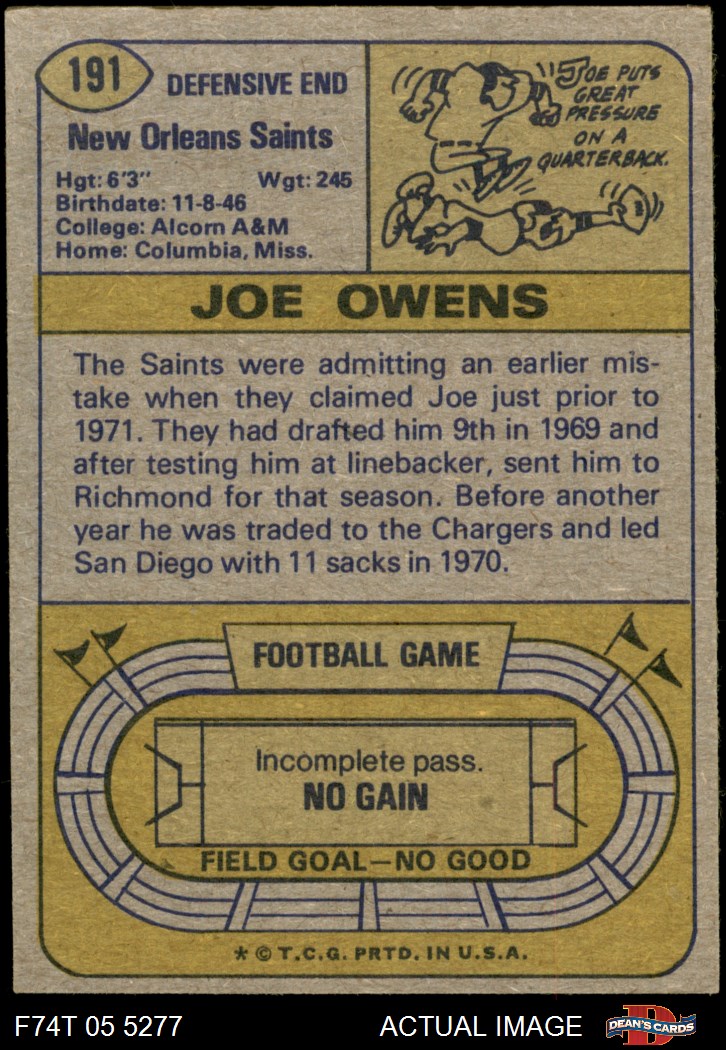 191
DEFENSIVE END
New Orleans Saints
Hgt: 6'3" Wgt: 245
Birthdate: 11-8-46
College: Alcorn A&M
Home: Columbia, Miss.
JOE PUTS
GREAT
PRESSURE
ON A
QUARTERBACK.
JOE OWENS
The Saints were admitting an earlier mis-
take when they claimed Joe just prior to
1971. They had drafted him 9th in 1969 and
after testing him at linebacker, sent him to
Richmond for that season. Before another
year he was traded to the Chargers and led
San Diego with 11 sacks in 1970.
FOOTBALL GAME
Incomplete pass.
NO GAIN
FIELD GOAL—NO GOOD
* © T.C.G. PRTD. IN U.S.A.
F74T 05 5277 ACTUAL IMAGE D DEAN'S CARDS